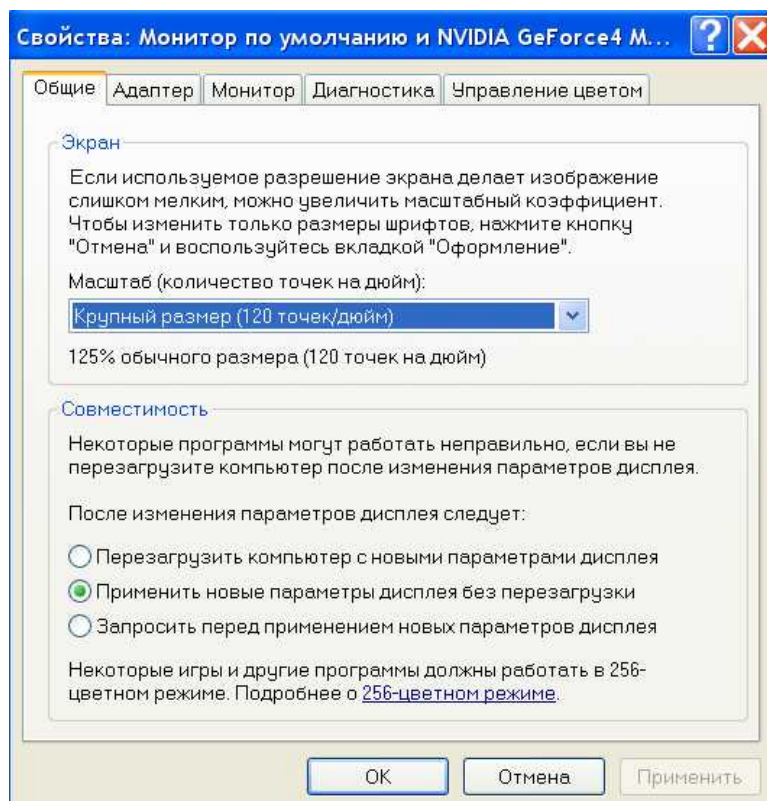 Свойства: Монитор по умолчанию и NVIDIA GeForce4 M...
Общие Адаптер Монитор Диагностика Управление цветом
Экран
Если используемое разрешение экрана делает изображение
слишком мелким, можно увеличить масштабный коэффициент.
Чтобы изменить только размеры шрифтов, нажмите кнопку
"Отмена" и воспользуйтесь вкладкой "Оформление".
Масштаб (количество точек на дюйм):
Крупный размер (120 точек/дюйм)
125% обычного размера (120 точек на дюйм)
Совместимость
Некоторые программы могут работать неправильно, если вы не
перезагрузите компьютер после изменения параметров дисплея.
После изменения параметров дисплея следует:
Перезагрузить компьютер с новыми параметрами дисплея
Применить новые параметры дисплея без перезагрузки
Запросить перед применением новых параметров дисплея
Некоторые игры и другие программы должны работать в 256-
цветном режиме. Подробнее о 256-цветном режиме.
ОК Отмена Применить